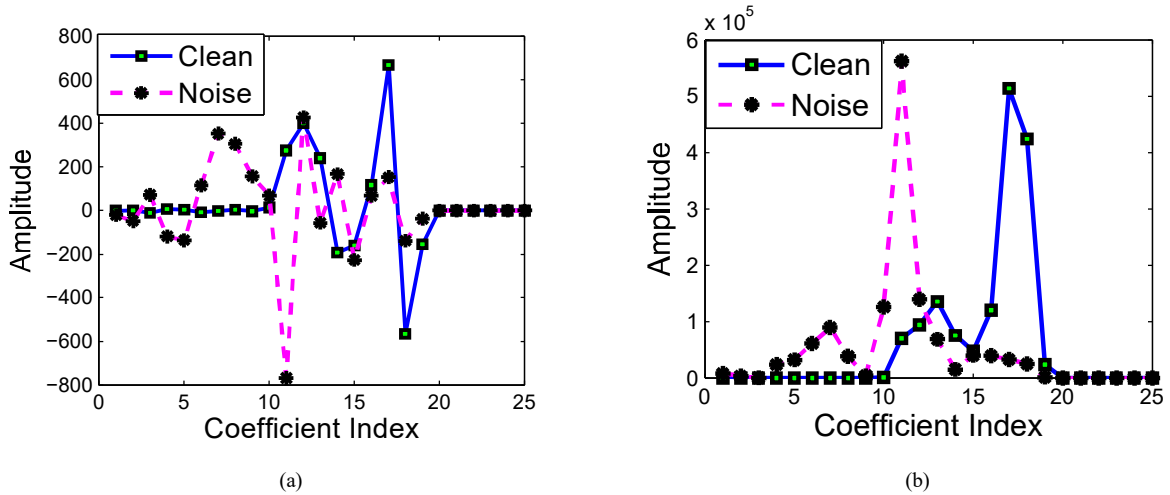 Clean
Noise
800
600
400
200
0
−200
−400
−600
−800
Amplitude
0 5 10 15 20 25
Coefficient Index
(a)
x 10^5
Clean
Noise
6
5
4
3
2
1
0
Amplitude
0 5 10 15 20 25
Coefficient Index
(b)